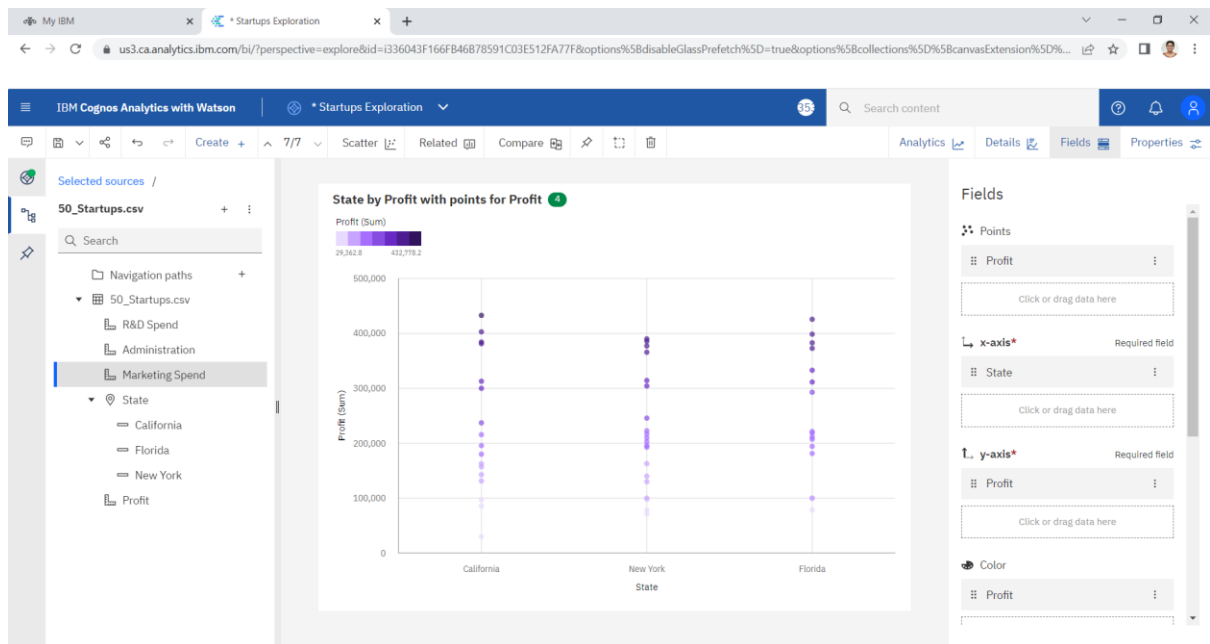 My IBM
* Startups Exploration
us3.ca.analytics.ibm.com/bi/?perspective=explore&id=i336043F166FB46B78591C03E512FA77F&options%5BdisableGlassPrefetch%5D=true&options%5Bcollections%5D%5BcanvasExtension%5D%...
IBM Cognos Analytics with Watson
* Startups Exploration
Search content
Create +
7/7
Scatter
Related
Compare
Analytics
Details
Fields
Properties
Selected sources /
50_Startups.csv
Search
Navigation paths
50_Startups.csv
R&D Spend
Administration
Marketing Spend
State
California
Florida
New York
Profit
State by Profit with points for Profit 4
Profit (Sum)
29,362.8 432,778.2
500,000
400,000
300,000
200,000
100,000
0
Profit (Sum)
California New York Florida
State
Fields
Points
Profit
Click or drag data here
x-axis* Required field
State
Click or drag data here
y-axis* Required field
Profit
Click or drag data here
Color
Profit